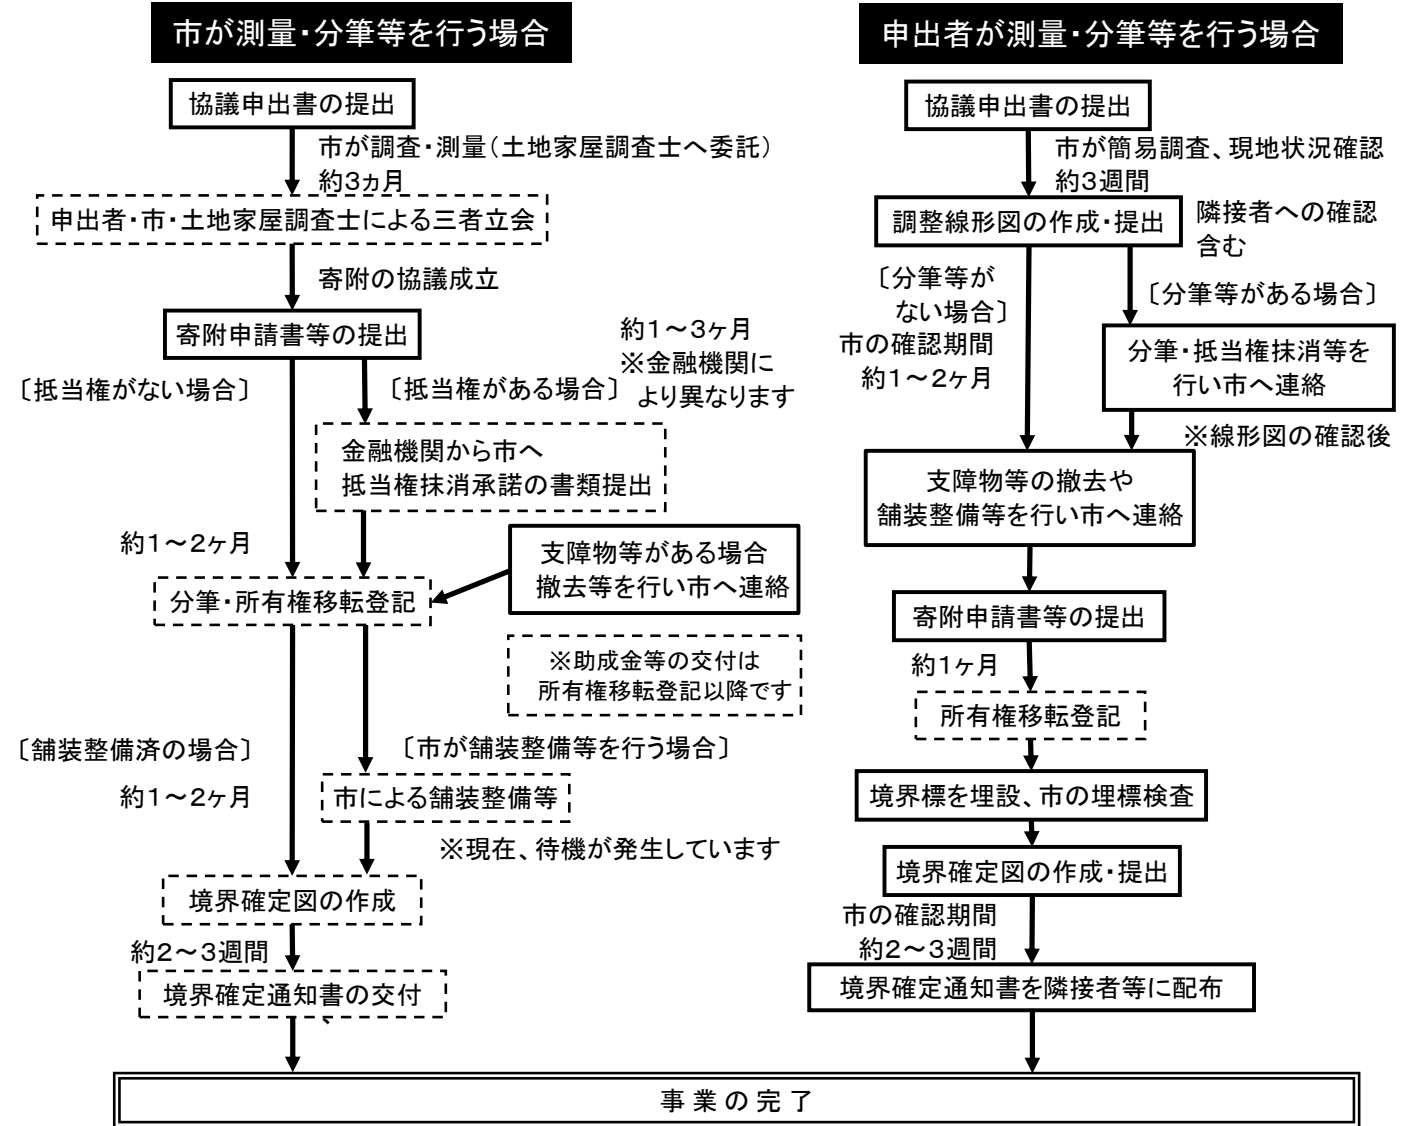 市が測量・分筆等を行う場合
協議申出書の提出
市が調査・測量（土地家屋調査士へ委託）
約３ヵ月
申出者・市・土地家屋調査士による三者立会
寄附の協議成立
寄附申請書等の提出
〔抵当権がない場合〕
〔抵当権がある場合〕
約１～３ヶ月
※金融機関に
より異なります
金融機関から市へ
抵当権抹消承諾の書類提出
約１～２ヶ月
支障物等がある場合
撤去等を行い市へ連絡
分筆・所有権移転登記
※助成金等の交付は
所有権移転登記以降です
〔舗装整備済の場合〕
約１～２ヶ月
〔市が舗装整備等を行う場合〕
市による舗装整備等
※現在、待機が発生しています
境界確定図の作成
約２～３週間
境界確定通知書の交付
、
申出者が測量・分筆等を行う場合
協議申出書の提出
市が簡易調査、現地状況確認
約３週間
調整線形図の作成・提出
隣接者への確認
含む
〔分筆等が
ない場合〕
市の確認期間
約１～２ヶ月
〔分筆等がある場合〕
分筆・抵当権抹消等を
行い市へ連絡
※線形図の確認後
支障物等の撤去や
舗装整備等を行い市へ連絡
寄附申請書等の提出
約１ヶ月
所有権移転登記
境界標を埋設、市の埋標検査
境界確定図の作成・提出
市の確認期間
約２～３週間
境界確定通知書を隣接者等に配布
事業の完了